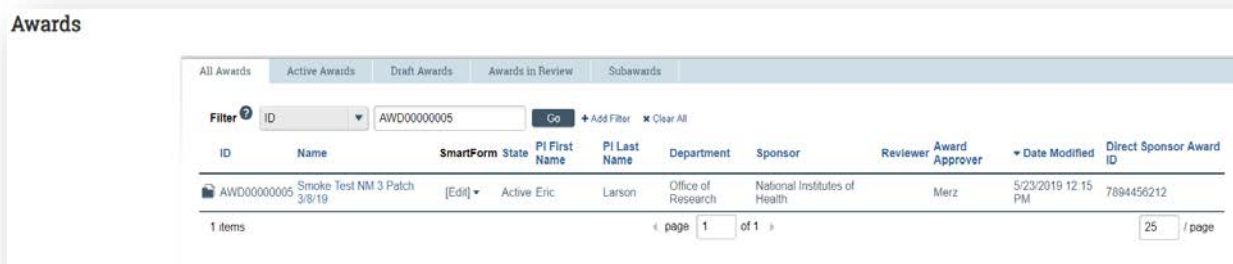 Awards
All Awards Active Awards Draft Awards Awards in Review Subawards
Filter ? ID AWD00000005 Go + Add Filter x Clear All
ID Name SmartForm State PI First Name PI Last Name Department Sponsor Reviewer Award Approver Date Modified Direct Sponsor Award ID
AWD00000005 Smoke Test NM 3 Patch 3/8/19 [Edit] Active Eric Larson Office of Research National Institutes of Health Merz 5/23/2019 12:15 PM 7894456212
1 items page 1 of 1 25 / page